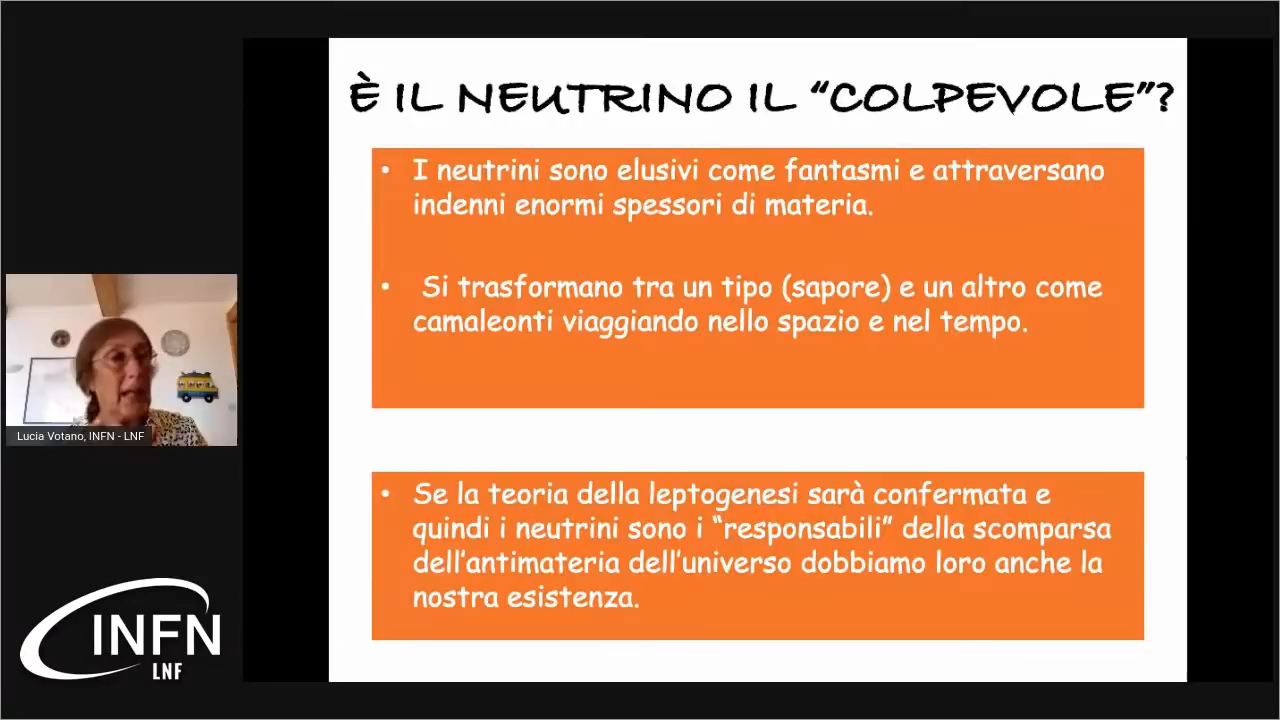 È IL NEUTRINO IL “COLPEVOLE”?
• I neutrini sono elusivi come fantasmi e attraversano
indenni enormi spessori di materia.
• Si trasformano tra un tipo (sapore) e un altro come
camaleonti viaggiando nello spazio e nel tempo.
• Se la teoria della leptogenesi sarà confermata e
quindi i neutrini sono i “responsabili” della scomparsa
dell’antimateria dell’universo dobbiamo loro anche la
nostra esistenza.
Lucia Votano, INFN - LNF
INFN
LNF